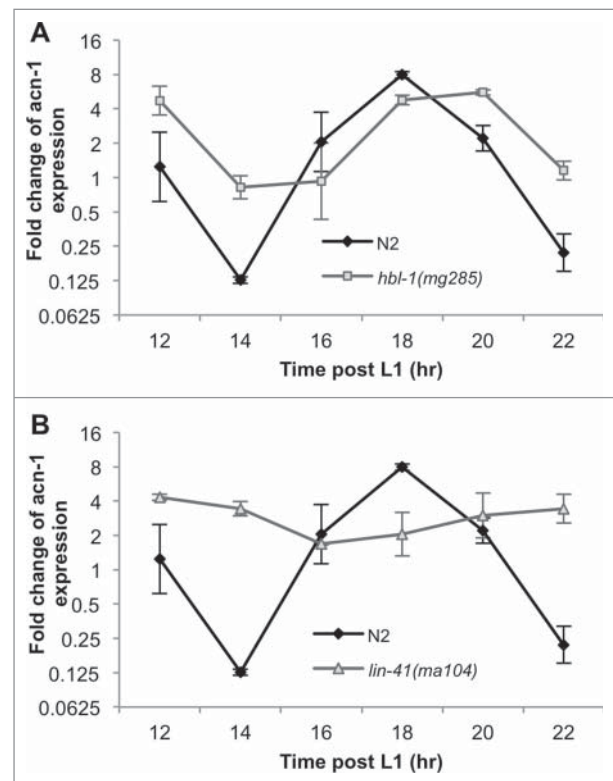 A
Fold change of acn-1
expression
16
8
4
2
1
0.5
0.25
0.125
0.0625
N2
hbl-1(mg285)
12 14 16 18 20 22
Time post L1 (hr)
B
Fold change of acn-1
expression
16
8
4
2
1
0.5
0.25
0.125
0.0625
N2
lin-41(ma104)
12 14 16 18 20 22
Time post L1 (hr)